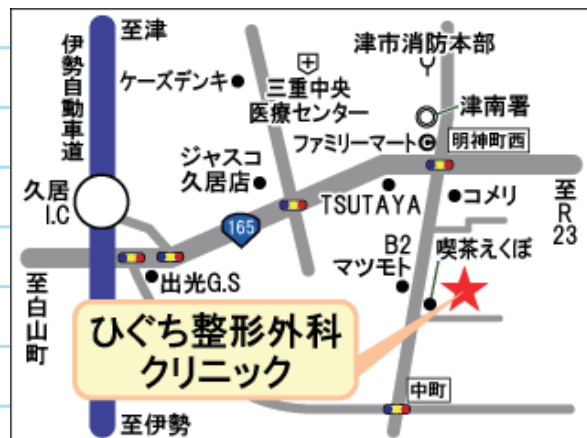 至津
伊勢自動車道
ケーズデンキ
三重中央
医療センター
津市消防本部
津南署
ファミリーマート
C
明神町西
ジャスコ
久居店
久居
I.C
165
TSUTAYA
コメリ
至R23
B2
マツモト
喫茶えくぼ
出光G.S
至白山町
ひぐち整形外科
クリニック
中町
至伊勢